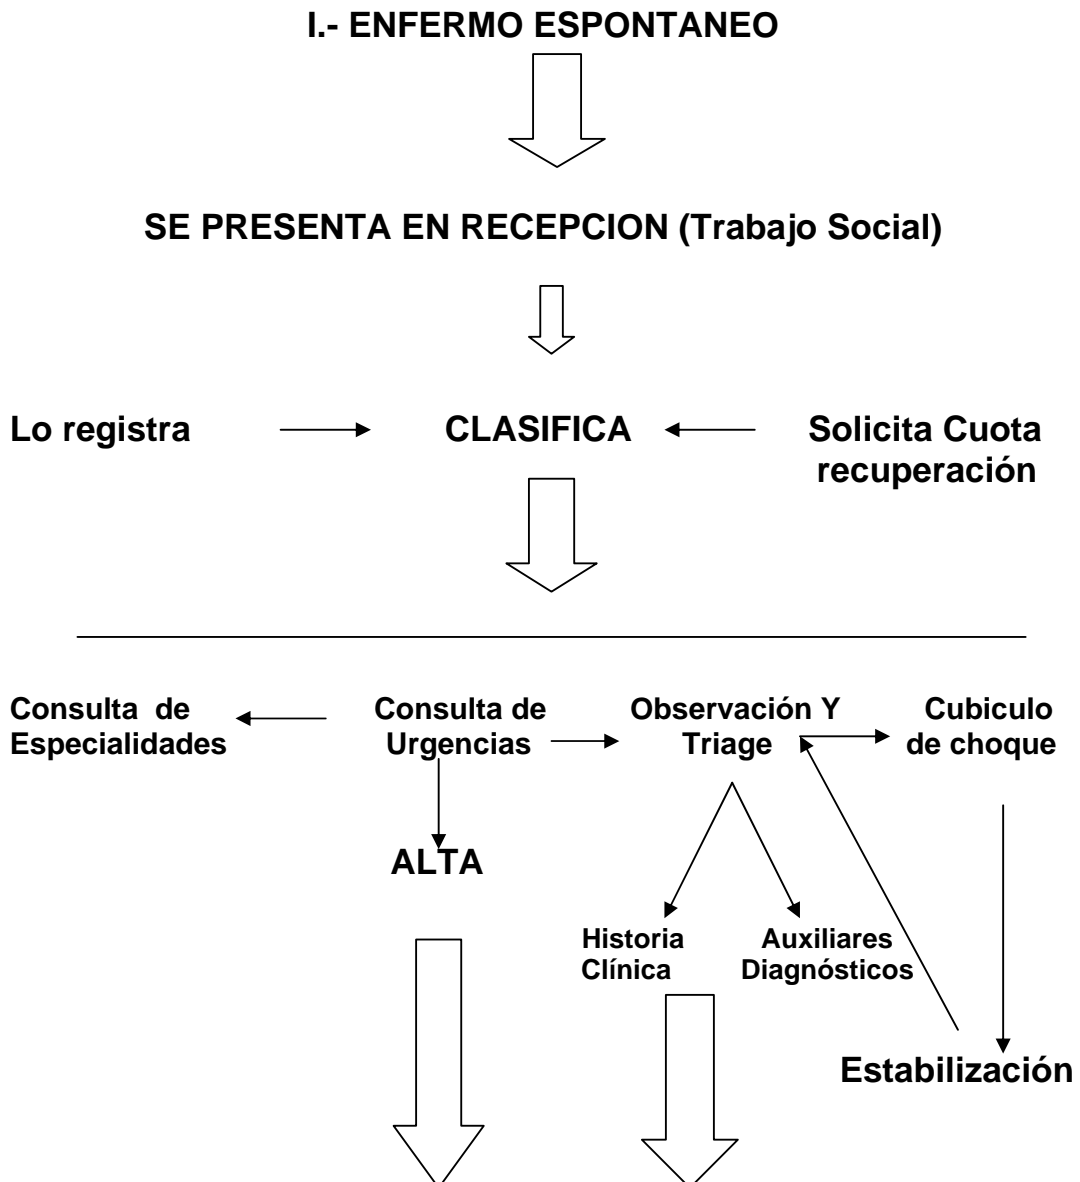 I.- ENFERMO ESPONTANEO
SE PRESENTA EN RECEPCION (Trabajo Social)
Lo registra
CLASIFICA
Solicita Cuota
recuperación
Consulta de
Especialidades
Consulta de
Urgencias
Observación Y
Triage
Cubiculo
de choque
ALTA
Historia
Clínica
Auxiliares
Diagnósticos
Estabilización